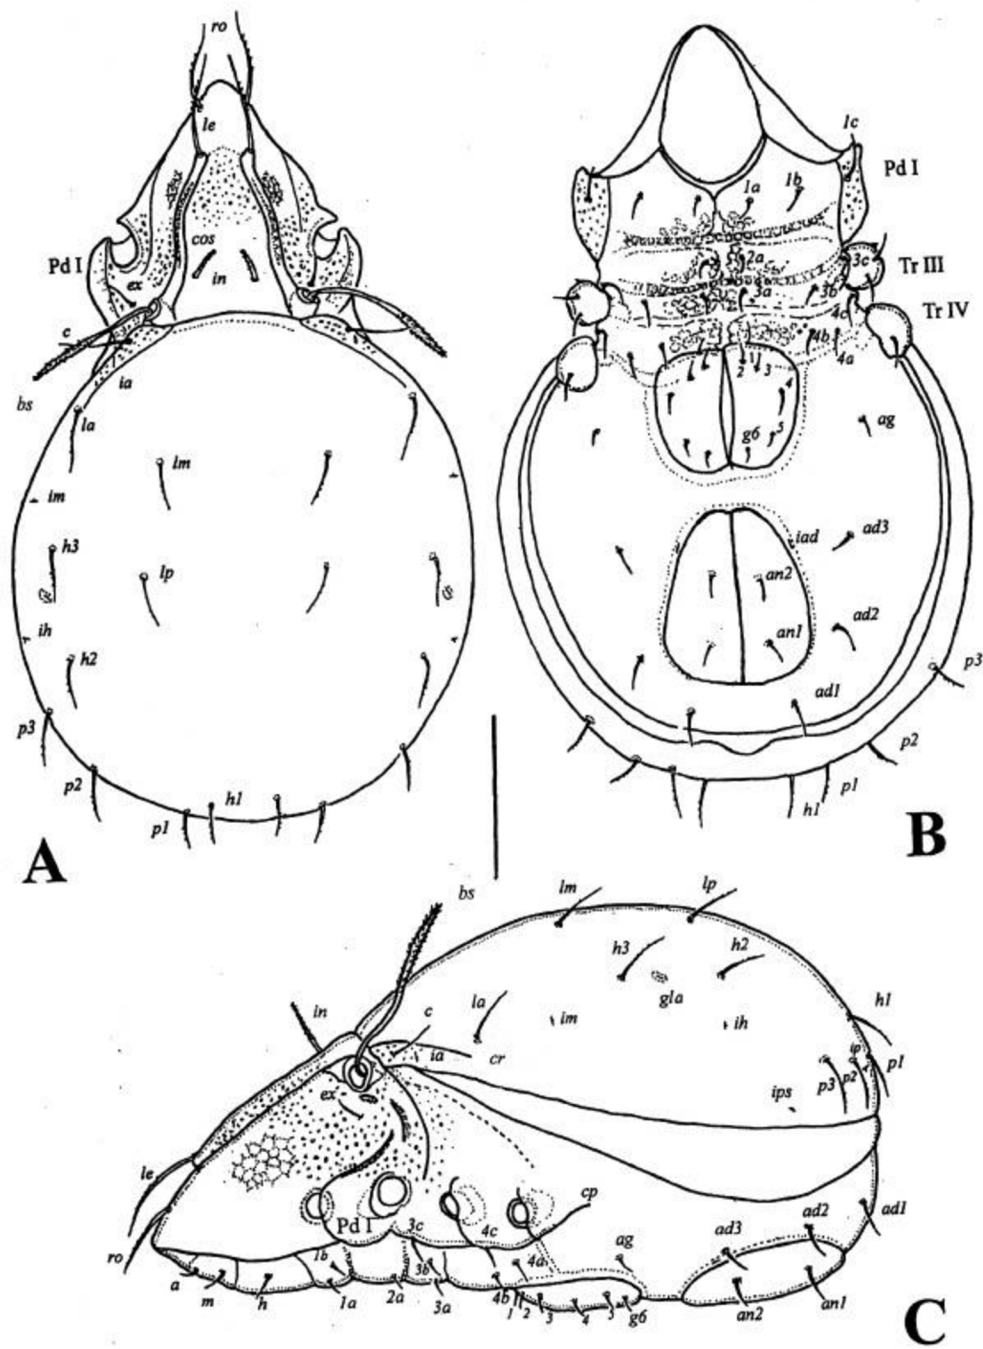 ro
le
cos
in
Pd I
ex
c
ia
bs
la
lm
im
h3
lp
ih
h2
p3
p2
h1
p1
A
1c
Pd I
1a
1b
2a
3c
Tr III
3a
3b
4c
Tr IV
4b
4a
1
2
3
4
5
g6
ag
iad
ad3
an2
ad2
an1
p3
ad1
p2
p1
h1
B
bs
lm
lp
h3
h2
gla
in
la
c
im
ih
h1
ia
cr
ip
p1
p2
p3
ips
ex
le
cp
ad2
ad1
Pd I
3c
4c
ad3
ro
1b
ag
3b
4a
a
m
h
1a
2a
3a
4b
1
2
3
4
5
g6
an2
an1
C